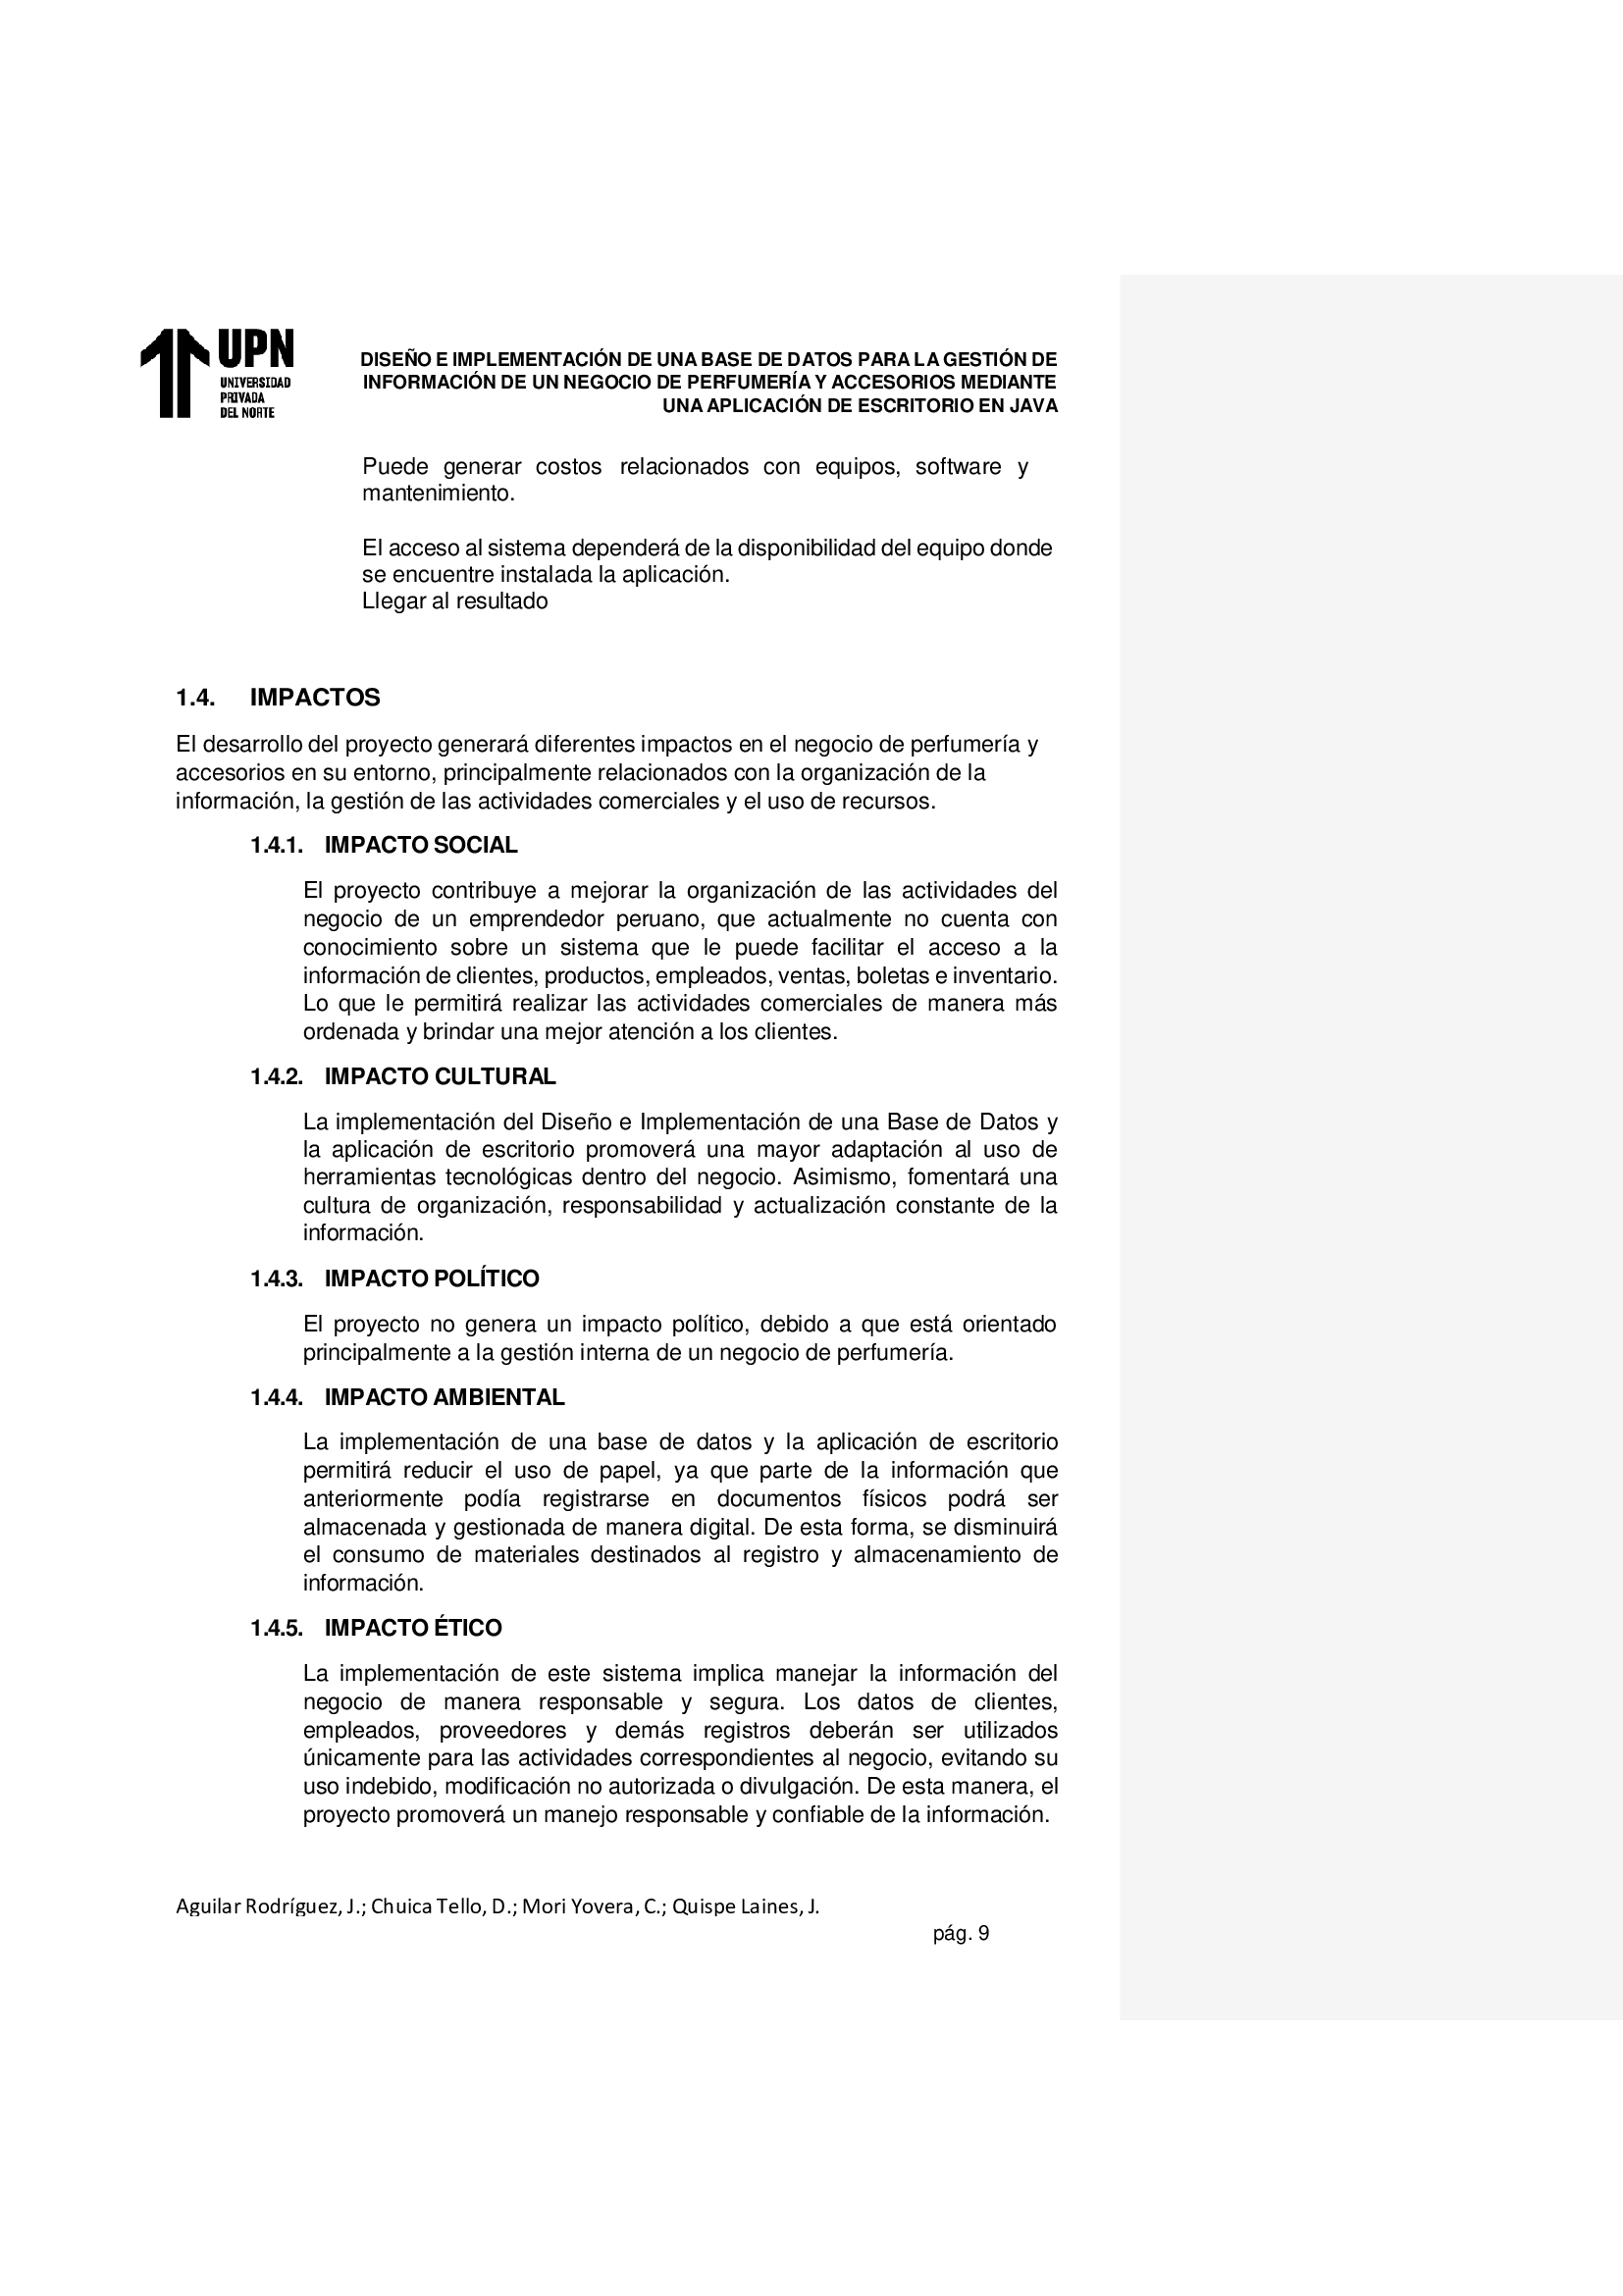 UPN
UNIVERSIDAD
PRIVADA
DEL NORTE
DISEÑO E IMPLEMENTACIÓN DE UNA BASE DE DATOS PARA LA GESTIÓN DE
INFORMACIÓN DE UN NEGOCIO DE PERFUMERÍA Y ACCESORIOS MEDIANTE
UNA APLICACIÓN DE ESCRITORIO EN JAVA
Puede generar costos relacionados con equipos, software y
mantenimiento.
El acceso al sistema dependerá de la disponibilidad del equipo donde
se encuentre instalada la aplicación.
Llegar al resultado
1.4. IMPACTOS
El desarrollo del proyecto generará diferentes impactos en el negocio de perfumería y
accesorios en su entorno, principalmente relacionados con la organización de la
información, la gestión de las actividades comerciales y el uso de recursos.
1.4.1. IMPACTO SOCIAL
El proyecto contribuye a mejorar la organización de las actividades del
negocio de un emprendedor peruano, que actualmente no cuenta con
conocimiento sobre un sistema que le puede facilitar el acceso a la
información de clientes, productos, empleados, ventas, boletas e inventario.
Lo que le permitirá realizar las actividades comerciales de manera más
ordenada y brindar una mejor atención a los clientes.
1.4.2. IMPACTO CULTURAL
La implementación del Diseño e Implementación de una Base de Datos y
la aplicación de escritorio promoverá una mayor adaptación al uso de
herramientas tecnológicas dentro del negocio. Asimismo, fomentará una
cultura de organización, responsabilidad y actualización constante de la
información.
1.4.3. IMPACTO POLÍTICO
El proyecto no genera un impacto político, debido a que está orientado
principalmente a la gestión interna de un negocio de perfumería.
1.4.4. IMPACTO AMBIENTAL
La implementación de una base de datos y la aplicación de escritorio
permitirá reducir el uso de papel, ya que parte de la información que
anteriormente podía registrarse en documentos físicos podrá ser
almacenada y gestionada de manera digital. De esta forma, se disminuirá
el consumo de materiales destinados al registro y almacenamiento de
información.
1.4.5. IMPACTO ÉTICO
La implementación de este sistema implica manejar la información del
negocio de manera responsable y segura. Los datos de clientes,
empleados, proveedores y demás registros deberán ser utilizados
únicamente para las actividades correspondientes al negocio, evitando su
uso indebido, modificación no autorizada o divulgación. De esta manera, el
proyecto promoverá un manejo responsable y confiable de la información.
Aguilar Rodríguez, J.; Chuica Tello, D.; Mori Yovera, C.; Quispe Laines, J.
pág. 9